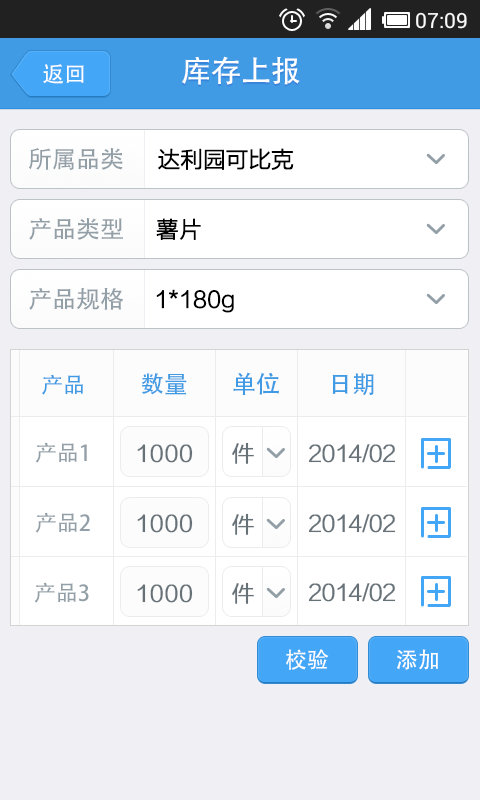 07:09
返回
库存上报
所属品类 达利园可比克
产品类型 薯片
产品规格 1*180g
产品 数量 单位 日期
产品1 1000 件 2014/02
产品2 1000 件 2014/02
产品3 1000 件 2014/02
校验 添加